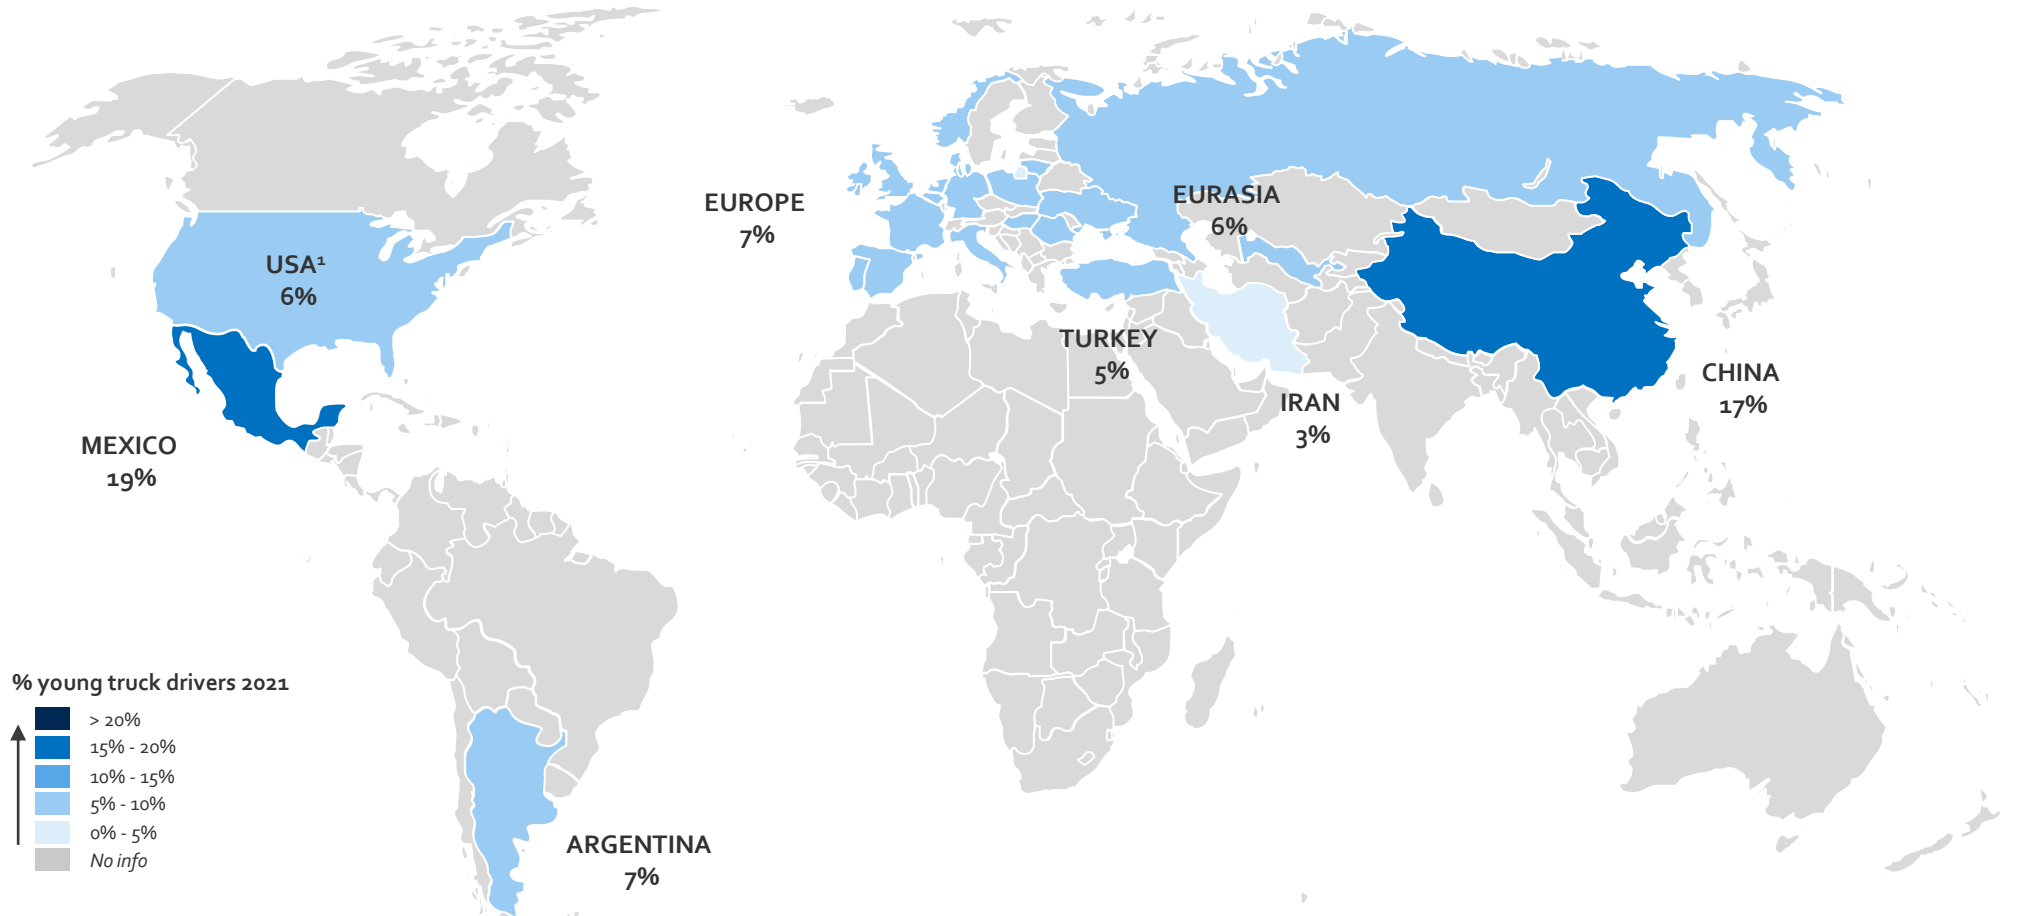 EUROPE
7%
EURASIA
6%
USA¹
6%
TURKEY
5%
CHINA
17%
IRAN
3%
MEXICO
19%
% young truck drivers 2021
> 20%
15% - 20%
10% - 15%
5% - 10%
0% - 5%
No info
ARGENTINA
7%